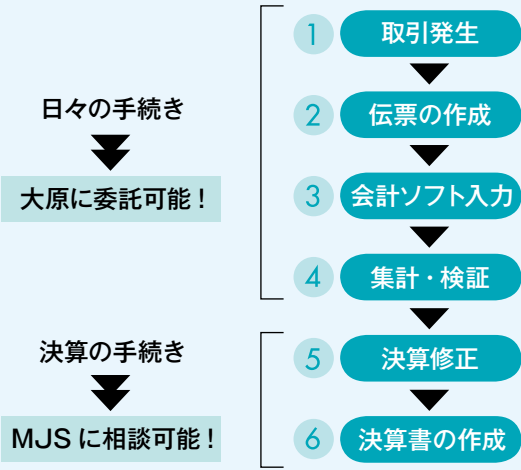 日々の手続き
大原に委託可能！
1 取引発生
2 伝票の作成
3 会計ソフト入力
4 集計・検証
決算の手続き
MJSに相談可能！
5 決算修正
6 決算書の作成